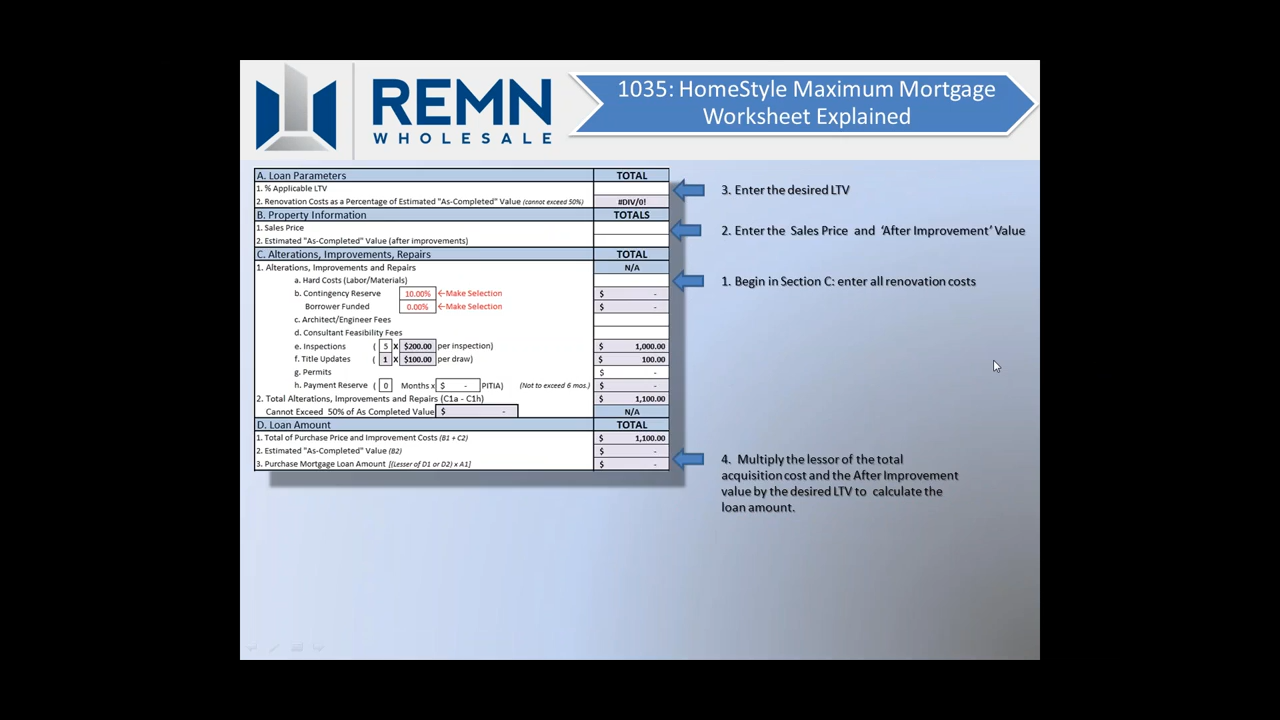 REMN
WHOLESALE
1035: HomeStyle Maximum Mortgage
Worksheet Explained
A. Loan Parameters TOTAL
1. % Applicable LTV
2. Renovation Costs as a Percentage of Estimated "As-Completed" Value (cannot exceed 50%) #DIV/0!
B. Property Information TOTALS
1. Sales Price
2. Estimated "As-Completed" Value (after improvements)
C. Alterations, Improvements, Repairs TOTAL
1. Alterations, Improvements and Repairs N/A
a. Hard Costs (Labor/Materials)
b. Contingency Reserve 10.00% ←Make Selection $ -
Borrower Funded 0.00% ←Make Selection $ -
c. Architect/Engineer Fees
d. Consultant Feasibility Fees
e. Inspections ( 5 X $200.00 per inspection) $ 1,000.00
f. Title Updates ( 1 X $100.00 per draw) $ 100.00
g. Permits $ -
h. Payment Reserve ( 0 Months x $ - PITIA) (Not to exceed 6 mos.) $ -
2. Total Alterations, Improvements and Repairs (C1a - C1h) $ 1,100.00
Cannot Exceed 50% of As Completed Value $ - N/A
D. Loan Amount TOTAL
1. Total of Purchase Price and Improvement Costs (B1 + C2) $ 1,100.00
2. Estimated "As-Completed" Value (B2) $ -
3. Purchase Mortgage Loan Amount [(Lesser of D1 or D2) x A1] $ -
3. Enter the desired LTV
2. Enter the Sales Price and ‘After Improvement’ Value
1. Begin in Section C: enter all renovation costs
4. Multiply the lessor of the total
acquisition cost and the After Improvement
value by the desired LTV to calculate the
loan amount.